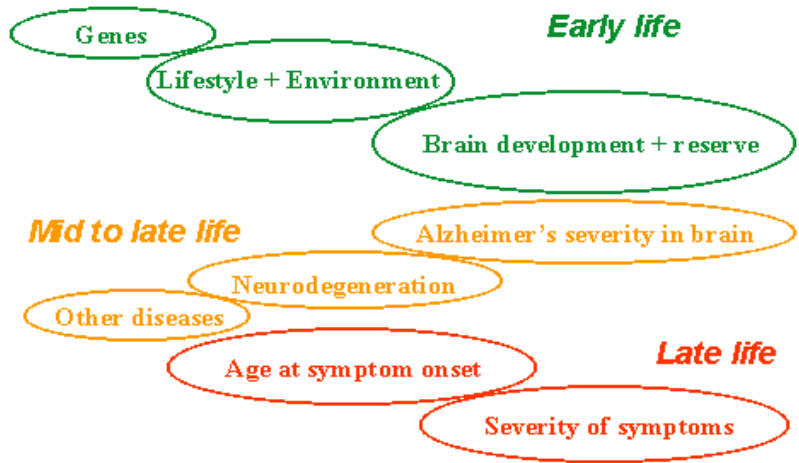 Genes
Early life
Lifestyle + Environment
Brain development + reserve
Mid to late life
Alzheimer's severity in brain
Neurodegeneration
Other diseases
Late life
Age at symptom onset
Severity of symptoms